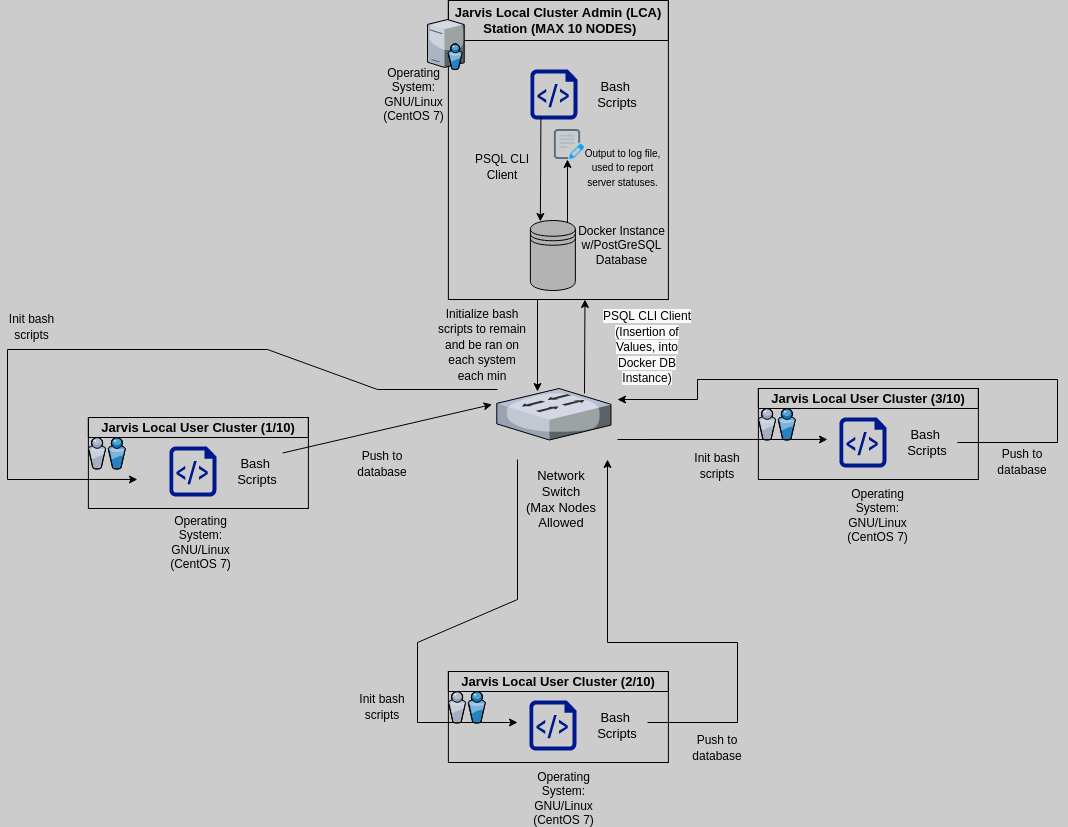 Jarvis Local Cluster Admin (LCA)
Station (MAX 10 NODES)
Operating
System:
GNU/Linux
(CentOS 7)
Bash
Scripts
PSQL CLI
Client
Output to log file,
used to report
server statuses.
Docker Instance
w/PostGreSQL
Database
Init bash
scripts
Initialize bash
scripts to remain
and be ran on
each system
each min
PSQL CLI Client
(Insertion of
Values, into
Docker DB
Instance)
Jarvis Local User Cluster (1/10)
Bash
Scripts
Operating
System:
GNU/Linux
(CentOS 7)
Push to
database
Network
Switch
(Max Nodes
Allowed
Jarvis Local User Cluster (3/10)
Bash
Scripts
Init bash
scripts
Push to
database
Operating
System:
GNU/Linux
(CentOS 7)
Jarvis Local User Cluster (2/10)
Init bash
scripts
Bash
Scripts
Push to
database
Operating
System:
GNU/Linux
(CentOS 7)